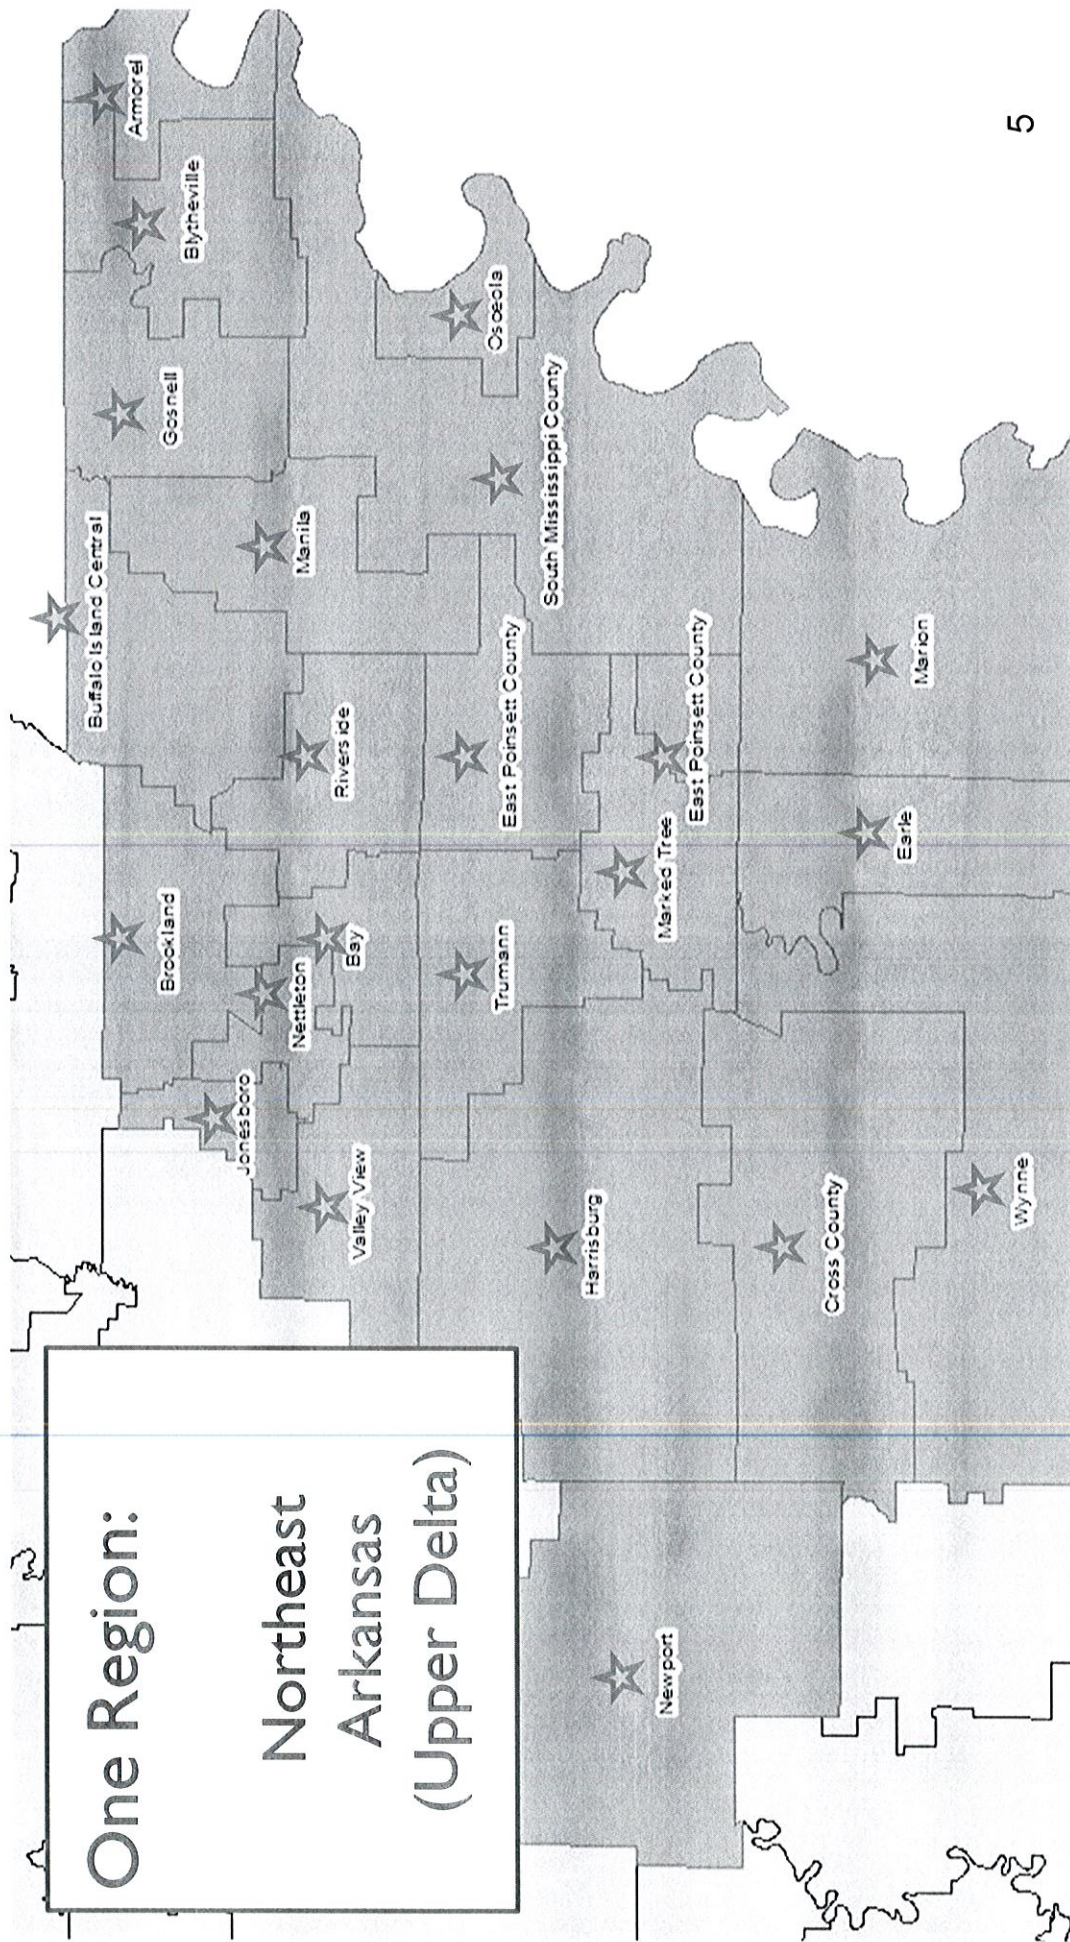 One Region:
Northeast
Arkansas
(Upper Delta)
Buffalo Island Central
Armorel
Blytheville
Gosnell
Brookland
Manila
Jonesboro
Nettleton
Riverside
Bay
Valley View
Osceola
East Poinsett County
Trumann
South Mississippi County
Harrisburg
Marked Tree
East Poinsett County
Newport
Cross County
Earle
Marion
Wynne
5